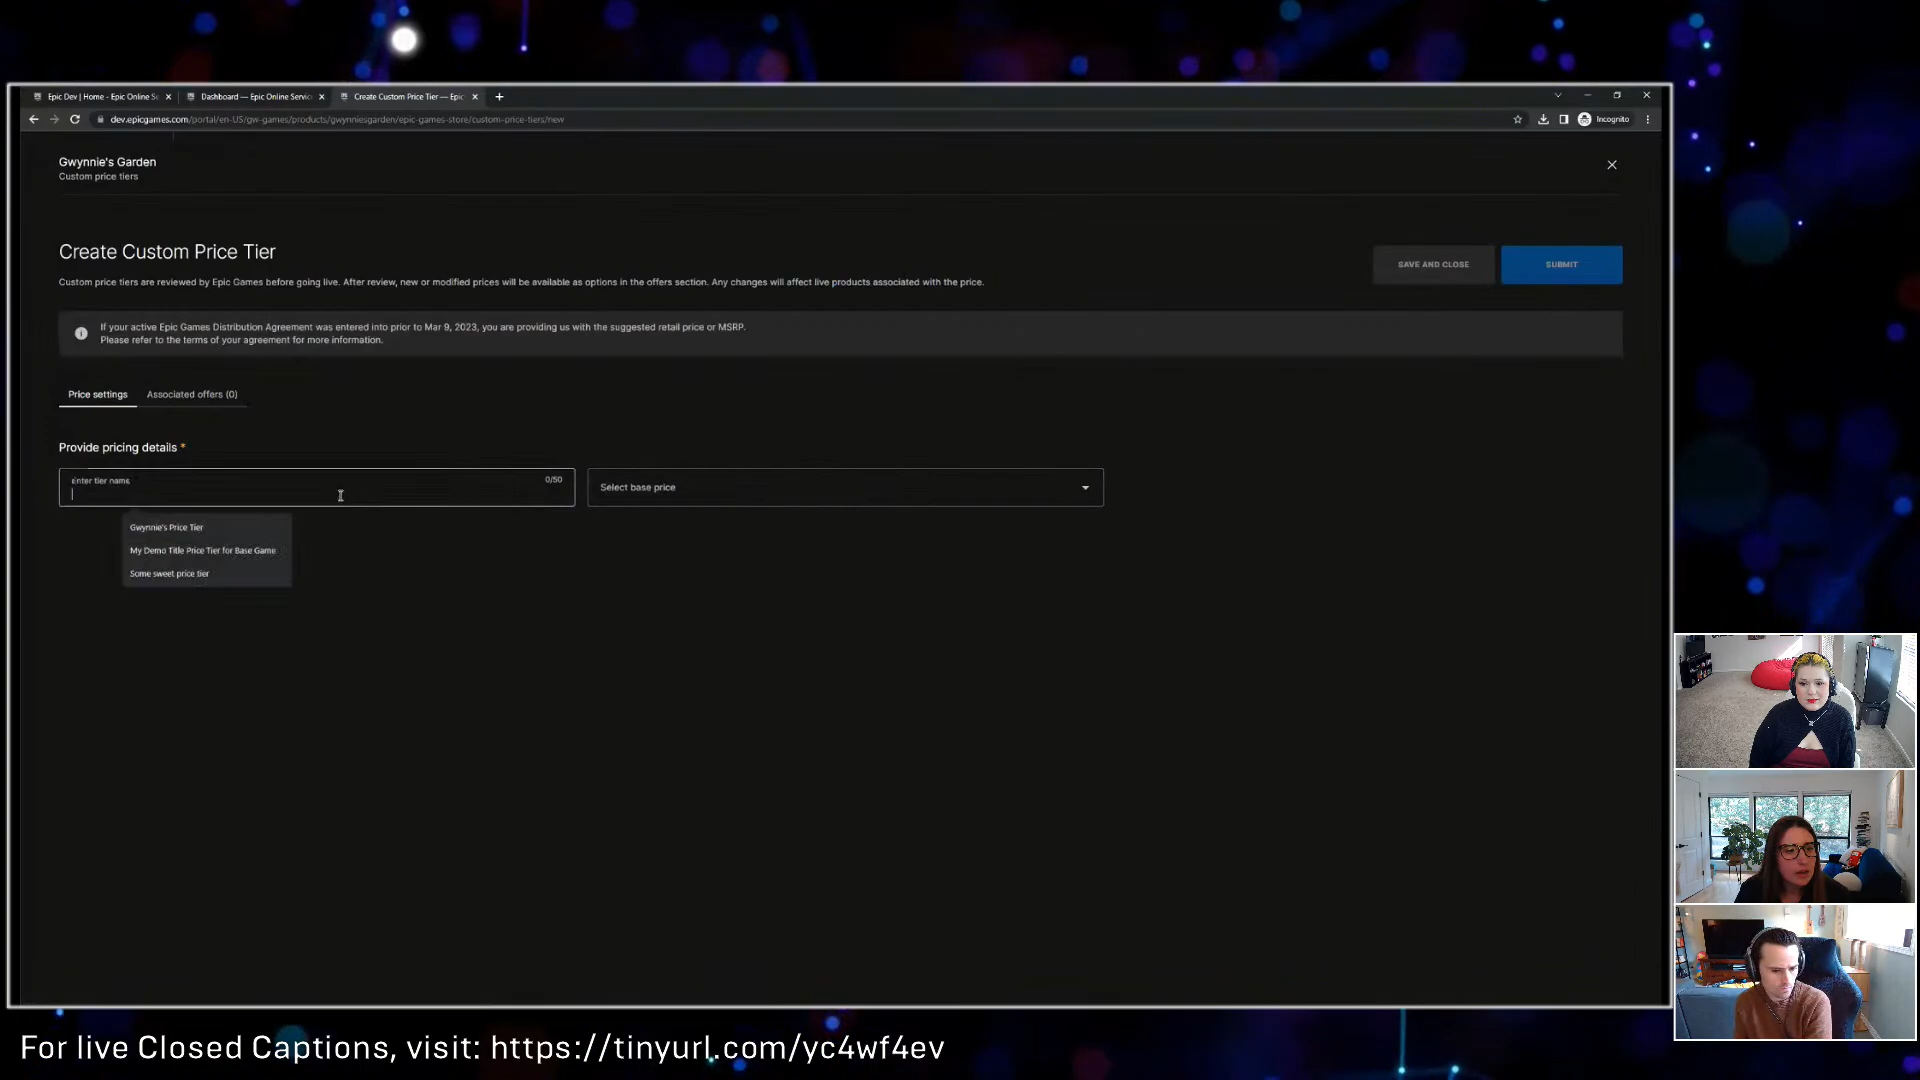 Epic Dev | Home - Epic Online Se
Dashboard — Epic Online Servic
Create Custom Price Tier — Epic
dev.epicgames.com/portal/en-US/gw-games/products/gwynniesgarden/epic-games-store/custom-price-tiers/new
Incognito
Gwynnie's Garden
Custom price tiers
Create Custom Price Tier
SAVE AND CLOSE
SUBMIT
Custom price tiers are reviewed by Epic Games before going live. After review, new or modified prices will be available as options in the offers section. Any changes will affect live products associated with the price.
If your active Epic Games Distribution Agreement was entered into prior to Mar 9, 2023, you are providing us with the suggested retail price or MSRP.
Please refer to the terms of your agreement for more information.
Price settings
Associated offers (0)
Provide pricing details *
Enter tier name
0/50
Select base price
Gwynnie's Price Tier
My Demo Title Price Tier for Base Game
Some sweet price tier
For live Closed Captions, visit: https://tinyurl.com/yc4wf4ev